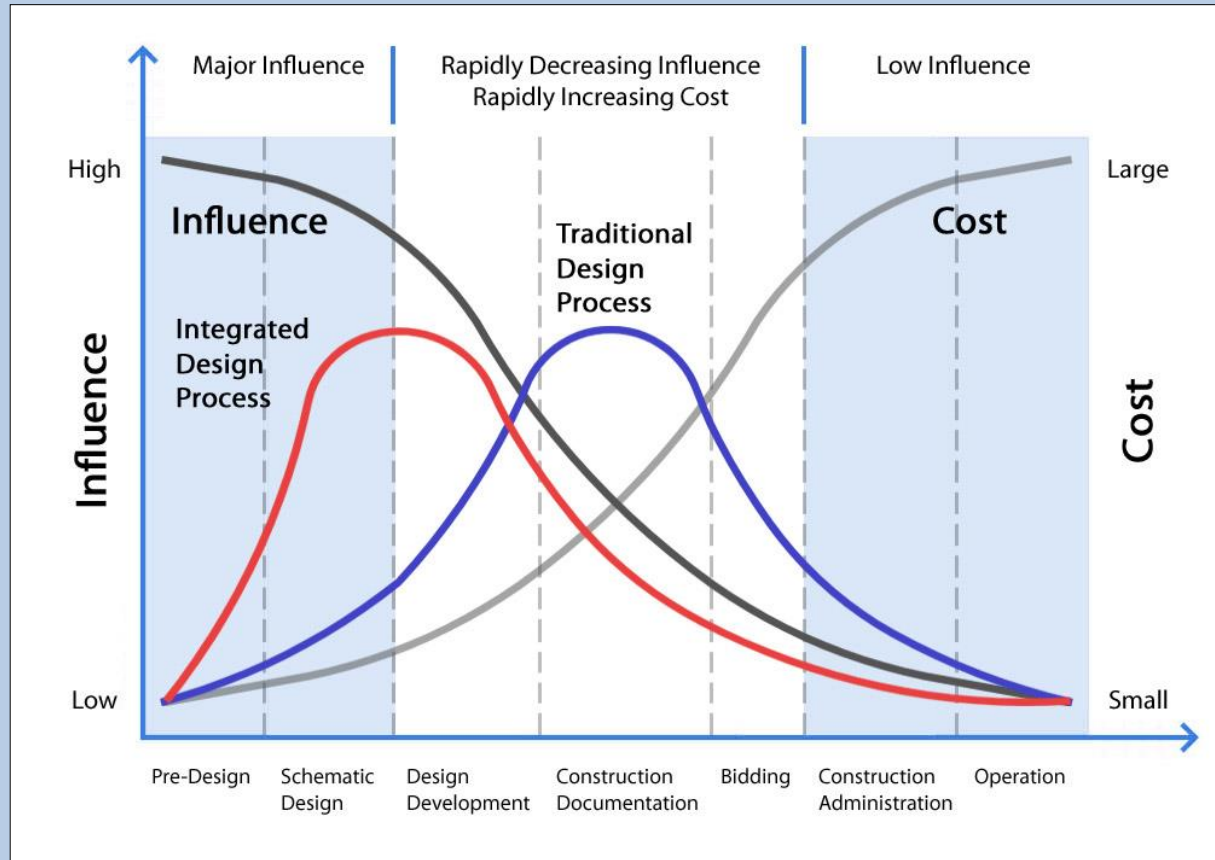 Major Influence
Rapidly Decreasing Influence
Rapidly Increasing Cost
Low Influence
High
Large
Influence
Cost
Traditional
Design
Process
Integrated
Design
Process
Influence
Cost
Low
Small
Pre-Design
Schematic
Design
Design
Development
Construction
Documentation
Bidding
Construction
Administration
Operation